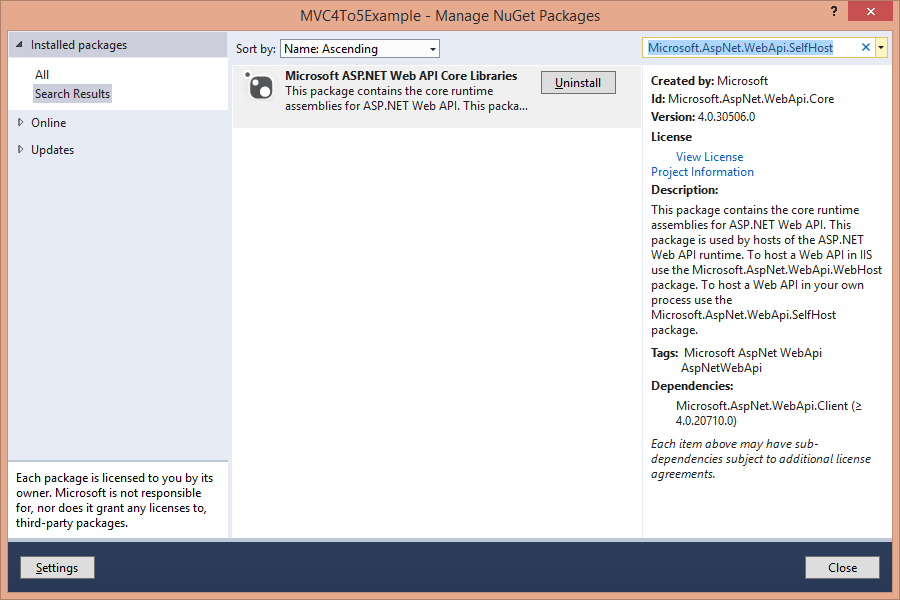 MVC4To5Example - Manage NuGet Packages
?
Installed packages
All
Search Results
Online
Updates
Each package is licensed to you by its
owner. Microsoft is not responsible
for, nor does it grant any licenses to,
third-party packages.
Sort by: Name: Ascending
Microsoft ASP.NET Web API Core Libraries
This package contains the core runtime
assemblies for ASP.NET Web API. This packa...
Uninstall
Microsoft.AspNet.WebApi.SelfHost
Created by: Microsoft
Id: Microsoft.AspNet.WebApi.Core
Version: 4.0.30506.0
License
View License
Project Information
Description:
This package contains the core runtime
assemblies for ASP.NET Web API. This
package is used by hosts of the ASP.NET
Web API runtime. To host a Web API in IIS
use the Microsoft.AspNet.WebApi.WebHost
package. To host a Web API in your own
process use the
Microsoft.AspNet.WebApi.SelfHost
package.
Tags: Microsoft AspNet WebApi
AspNetWebApi
Dependencies:
Microsoft.AspNet.WebApi.Client (≥
4.0.20710.0)
Each item above may have sub-
dependencies subject to additional license
agreements.
Settings
Close